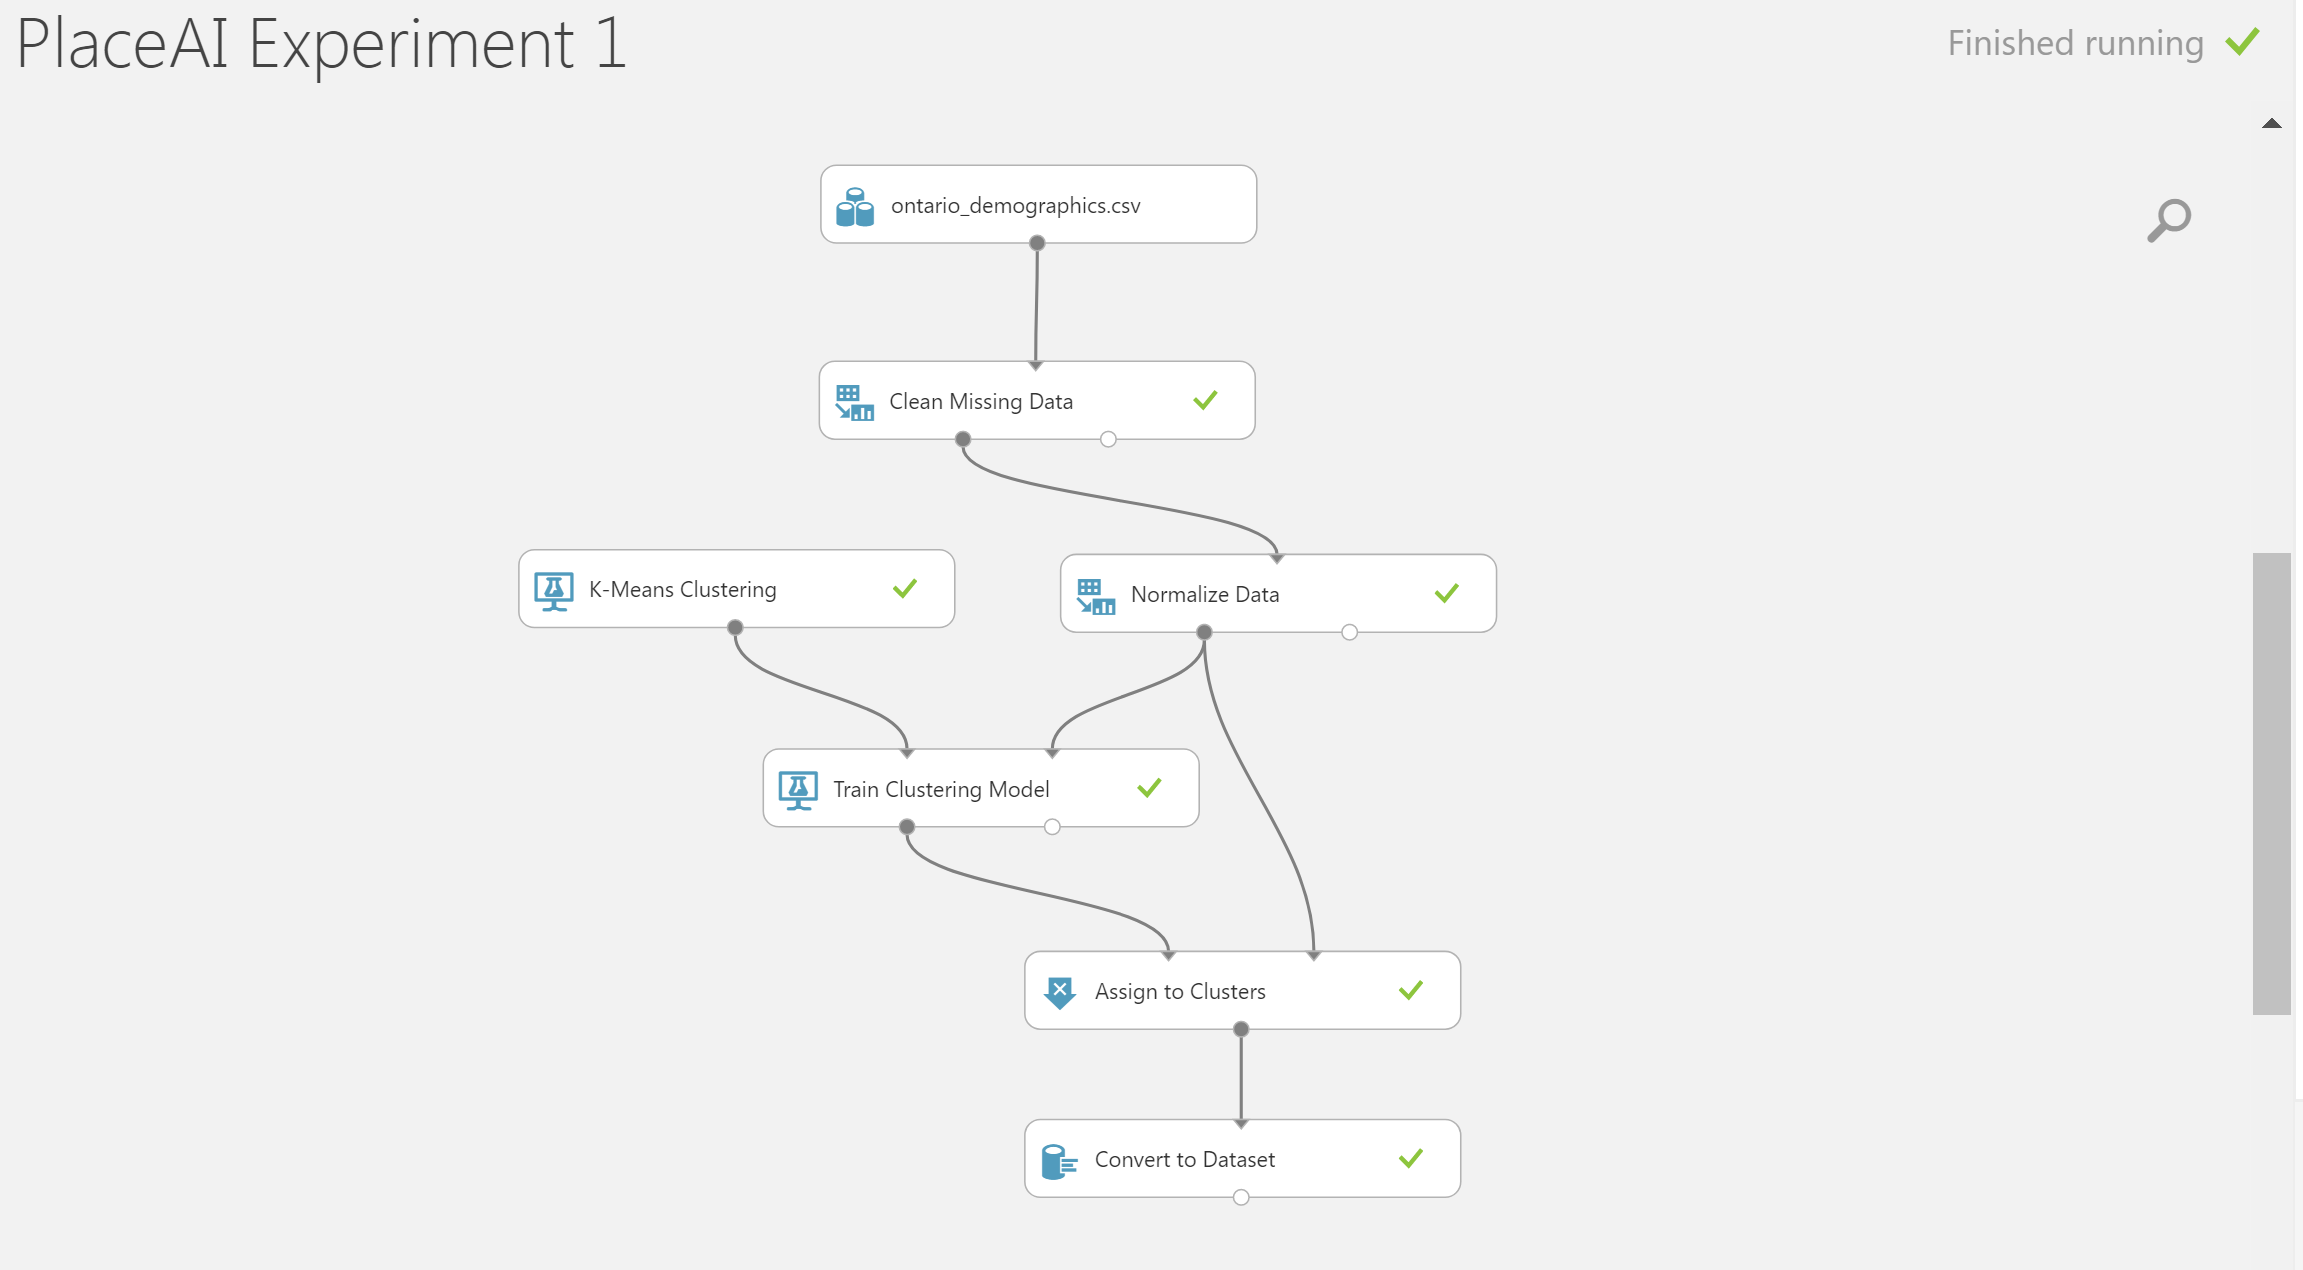 PlaceAI Experiment 1
Finished running
ontario_demographics.csv
Clean Missing Data
K-Means Clustering
Normalize Data
Train Clustering Model
Assign to Clusters
Convert to Dataset